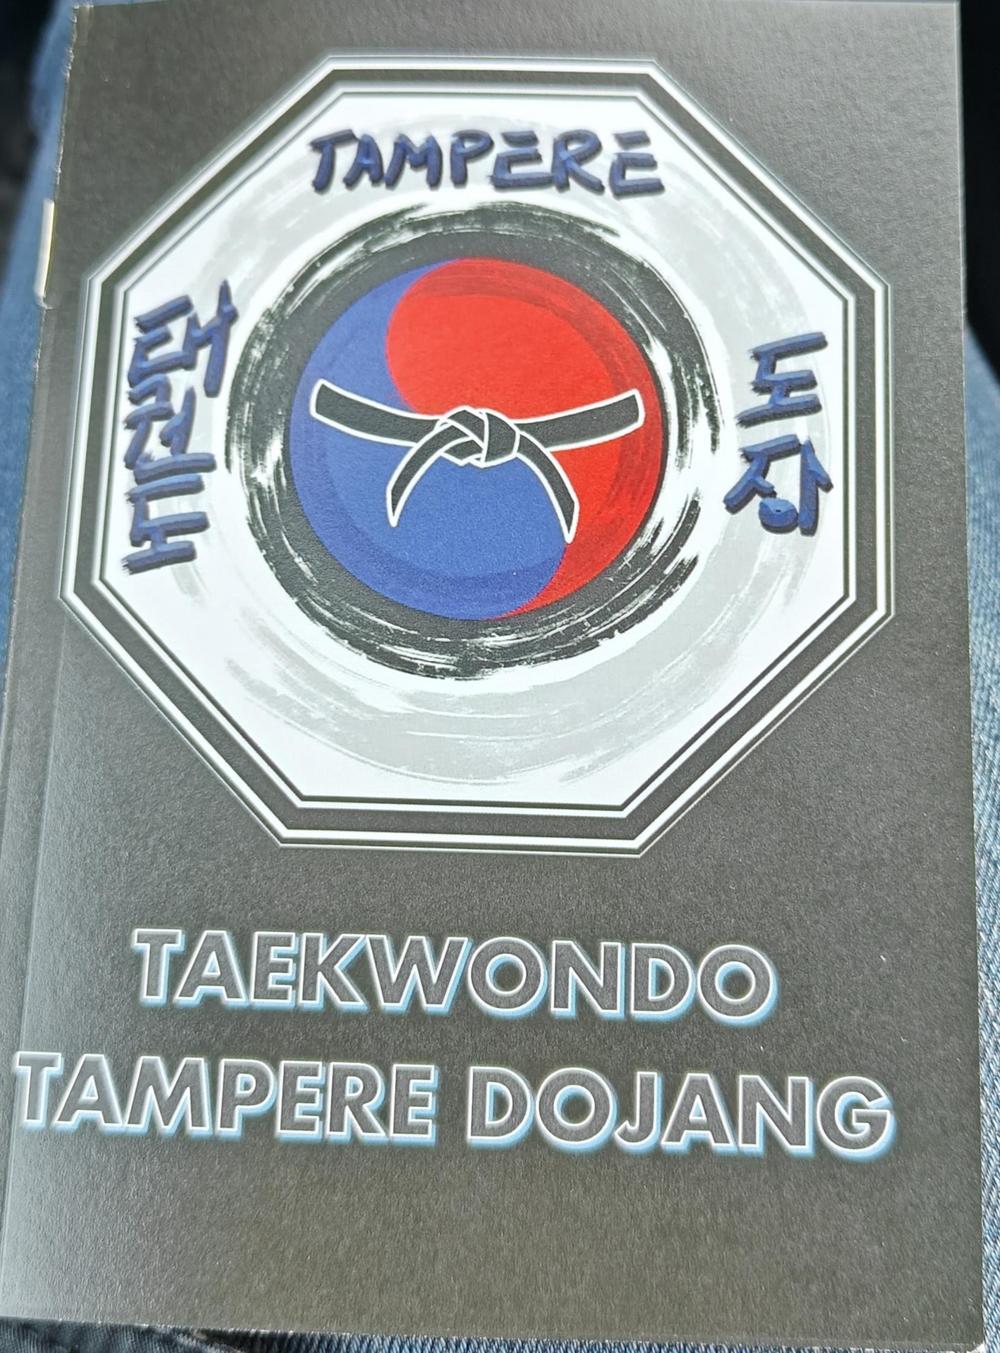 TAMPERE
태권도
도장
TAEKWONDO
TAMPERE DOJANG